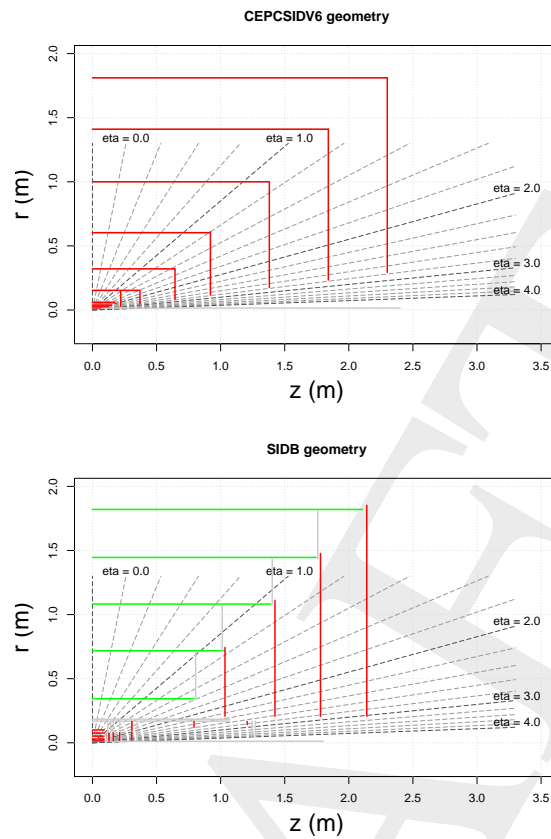 CEPCSIDV6 geometry
2.0
1.5
1.0
0.5
0.0
r (m)
eta = 0.0
eta = 1.0
eta = 2.0
eta = 3.0
eta = 4.0
0.0 0.5 1.0 1.5 2.0 2.5 3.0 3.5
z (m)
SIDB geometry
2.0
1.5
1.0
0.5
0.0
r (m)
eta = 0.0
eta = 1.0
eta = 2.0
eta = 3.0
eta = 4.0
0.0 0.5 1.0 1.5 2.0 2.5 3.0 3.5
z (m)